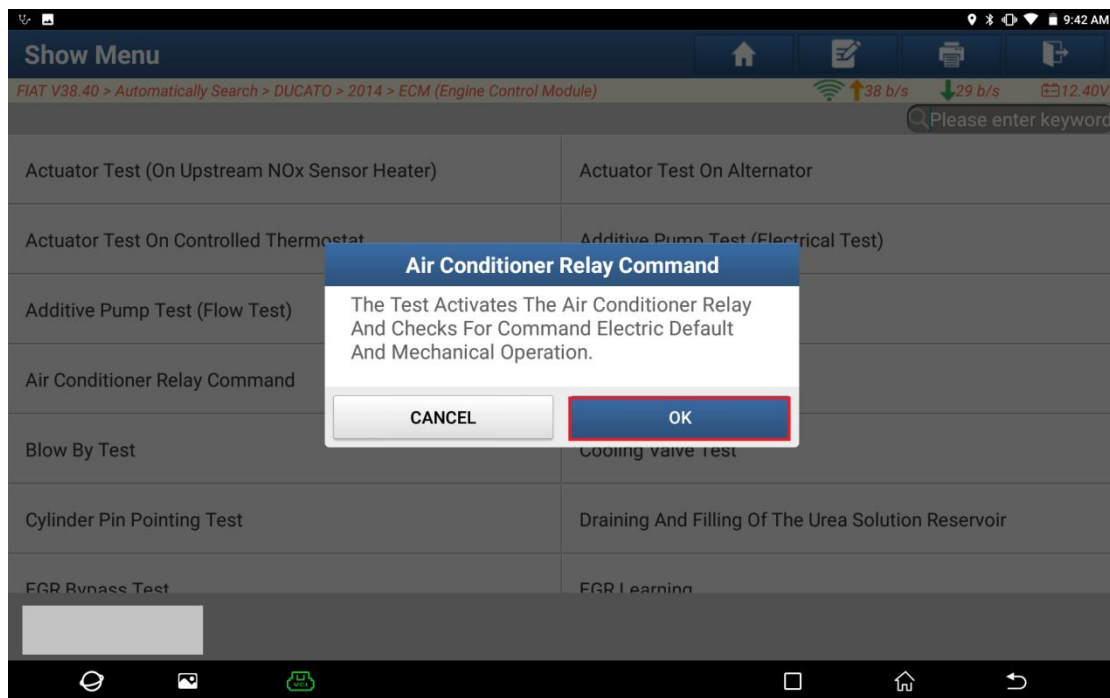 9:42 AM
Show Menu
FIAT V38.40 > Automatically Search > DUCATO > 2014 > ECM (Engine Control Module)
38 b/s
29 b/s
12.40V
Please enter keyword
Actuator Test (On Upstream NOx Sensor Heater)
Actuator Test On Alternator
Actuator Test On Controlled Thermostat
Additive Pump Test (Electrical Test)
Additive Pump Test (Flow Test)
Air Conditioner Relay Command
The Test Activates The Air Conditioner Relay
And Checks For Command Electric Default
And Mechanical Operation.
CANCEL
OK
Air Conditioner Relay Command
Blow By Test
Cooling Valve Test
Cylinder Pin Pointing Test
Draining And Filling Of The Urea Solution Reservoir
EGR Bypass Test
EGR Learning
VCI